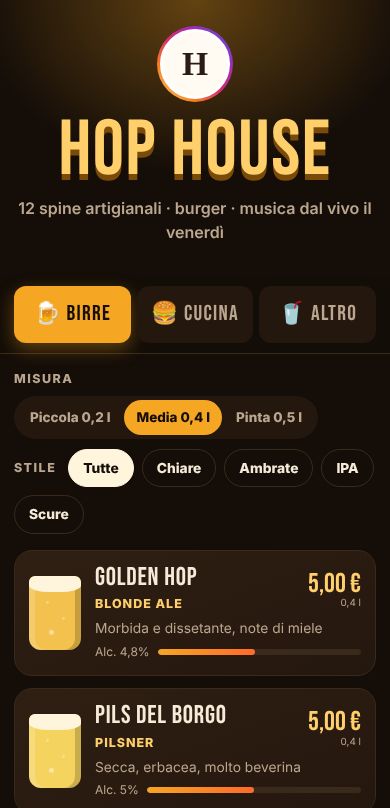 H
HOP HOUSE
12 spine artigianali · burger · musica dal vivo il
venerdì
BIRRE
CUCINA
ALTRO
MISURA
Piccola 0,2 l
Media 0,4 l
Pinta 0,5 l
STILE
Tutte
Chiare
Ambrate
IPA
Scure
GOLDEN HOP
5,00 €
BLONDE ALE
0,4 l
Morbida e dissetante, note di miele
Alc. 4,8%
PILS DEL BORGO
5,00 €
PILSNER
0,4 l
Secca, erbacea, molto beverina
Alc. 5%